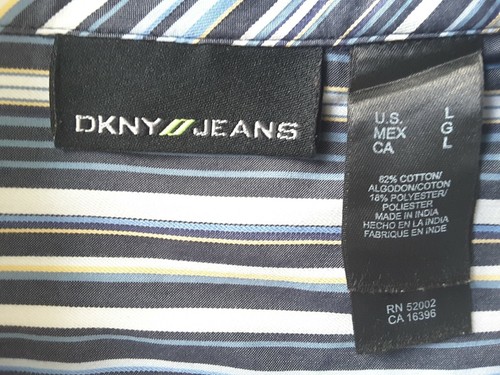 DKNY//JEANS
U.S. L
MEX G
CA L
82% COTTON/
ALGODON/COTON
18% POLYESTER/
POLIESTER
MADE IN INDIA
HECHO EN LA INDIA
FABRIQUE EN INDE
RN 52002
CA 16396